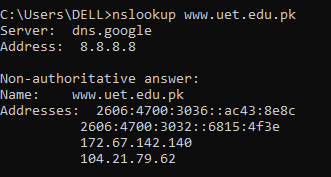 C:\Users\DELL>nslookup www.uet.edu.pk
Server:  dns.google
Address:  8.8.8.8

Non-authoritative answer:
Name:    www.uet.edu.pk
Addresses:  2606:4700:3036::ac43:8e8c
          2606:4700:3032::6815:4f3e
          172.67.142.140
          104.21.79.62